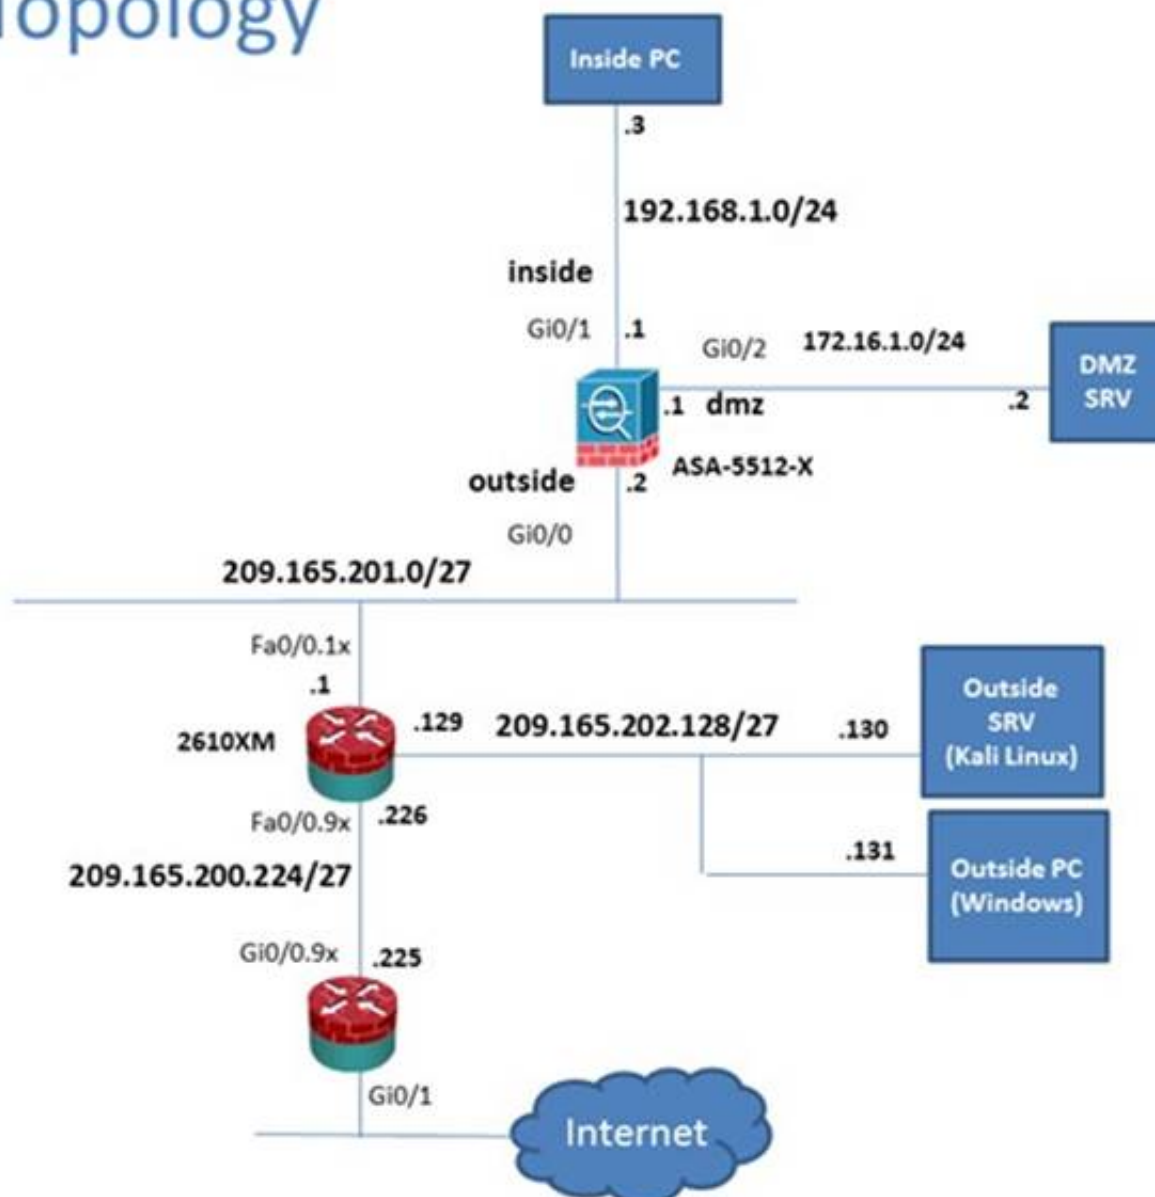 Topology
Inside PC
.3
192.168.1.0/24
inside
Gi0/1
.1
Gi0/2
172.16.1.0/24
DMZ
SRV
.1
dmz
.2
ASA-5512-X
outside
.2
Gi0/0
209.165.201.0/27
Fa0/0.1x
.1
2610XM
.129
209.165.202.128/27
.130
Outside
SRV
(Kali Linux)
Fa0/0.9x
.226
.131
Outside PC
(Windows)
209.165.200.224/27
Gi0/0.9x
.225
Gi0/1
Internet